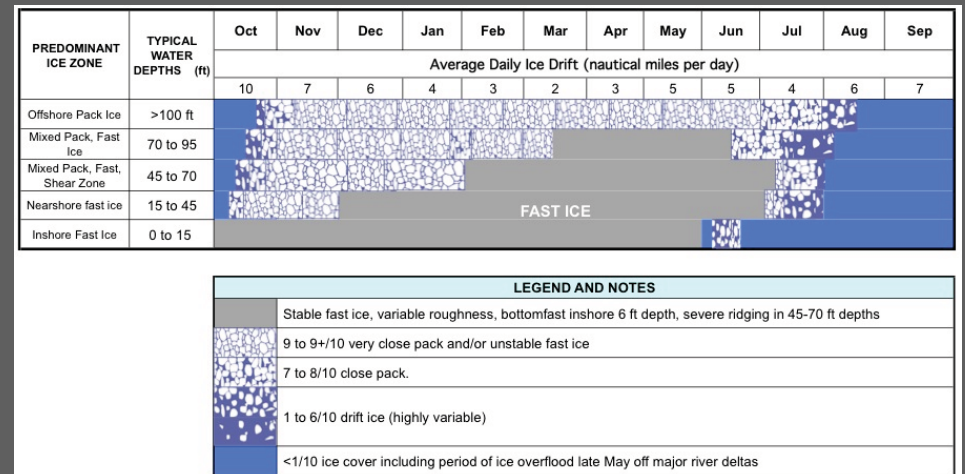 PREDOMINANT
ICE ZONE
TYPICAL
WATER
DEPTHS (ft)
Oct Nov Dec Jan Feb Mar Apr May Jun Jul Aug Sep
Average Daily Ice Drift (nautical miles per day)
10 7 6 4 3 2 3 5 5 4 6 7
Offshore Pack Ice >100 ft
Mixed Pack, Fast
Ice
70 to 95
Mixed Pack, Fast,
Shear Zone
45 to 70
Nearshore fast ice 15 to 45
FAST ICE
Inshore Fast Ice 0 to 15
LEGEND AND NOTES
Stable fast ice, variable roughness, bottomfast inshore 6 ft depth, severe ridging in 45-70 ft depths
9 to 9+/10 very close pack and/or unstable fast ice
7 to 8/10 close pack.
1 to 6/10 drift ice (highly variable)
<1/10 ice cover including period of ice overflood late May off major river deltas